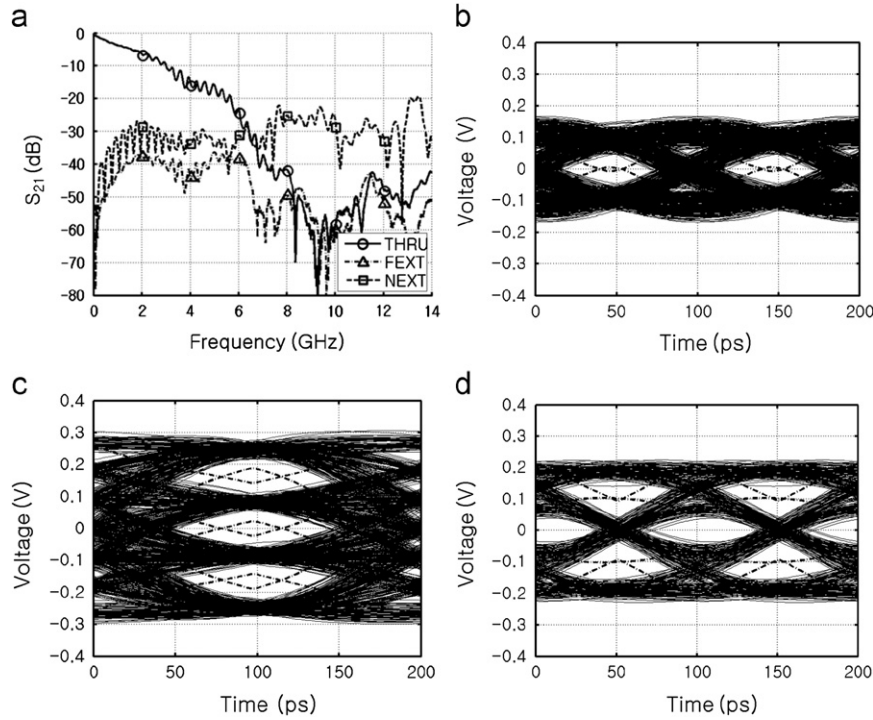 a
0
-10
-20
-30
-40
-50
-60
-70
-80
S21 (dB)
0 2 4 6 8 10 12 14
Frequency (GHz)
THRU
FEXT
NEXT
b
0.4
0.3
0.2
0.1
0
-0.1
-0.2
-0.3
-0.4
Voltage (V)
0 50 100 150 200
Time (ps)
c
0.4
0.3
0.2
0.1
0
-0.1
-0.2
-0.3
-0.4
Voltage (V)
0 50 100 150 200
Time (ps)
d
0.4
0.3
0.2
0.1
0
-0.1
-0.2
-0.3
-0.4
Voltage (V)
0 50 100 150 200
Time (ps)